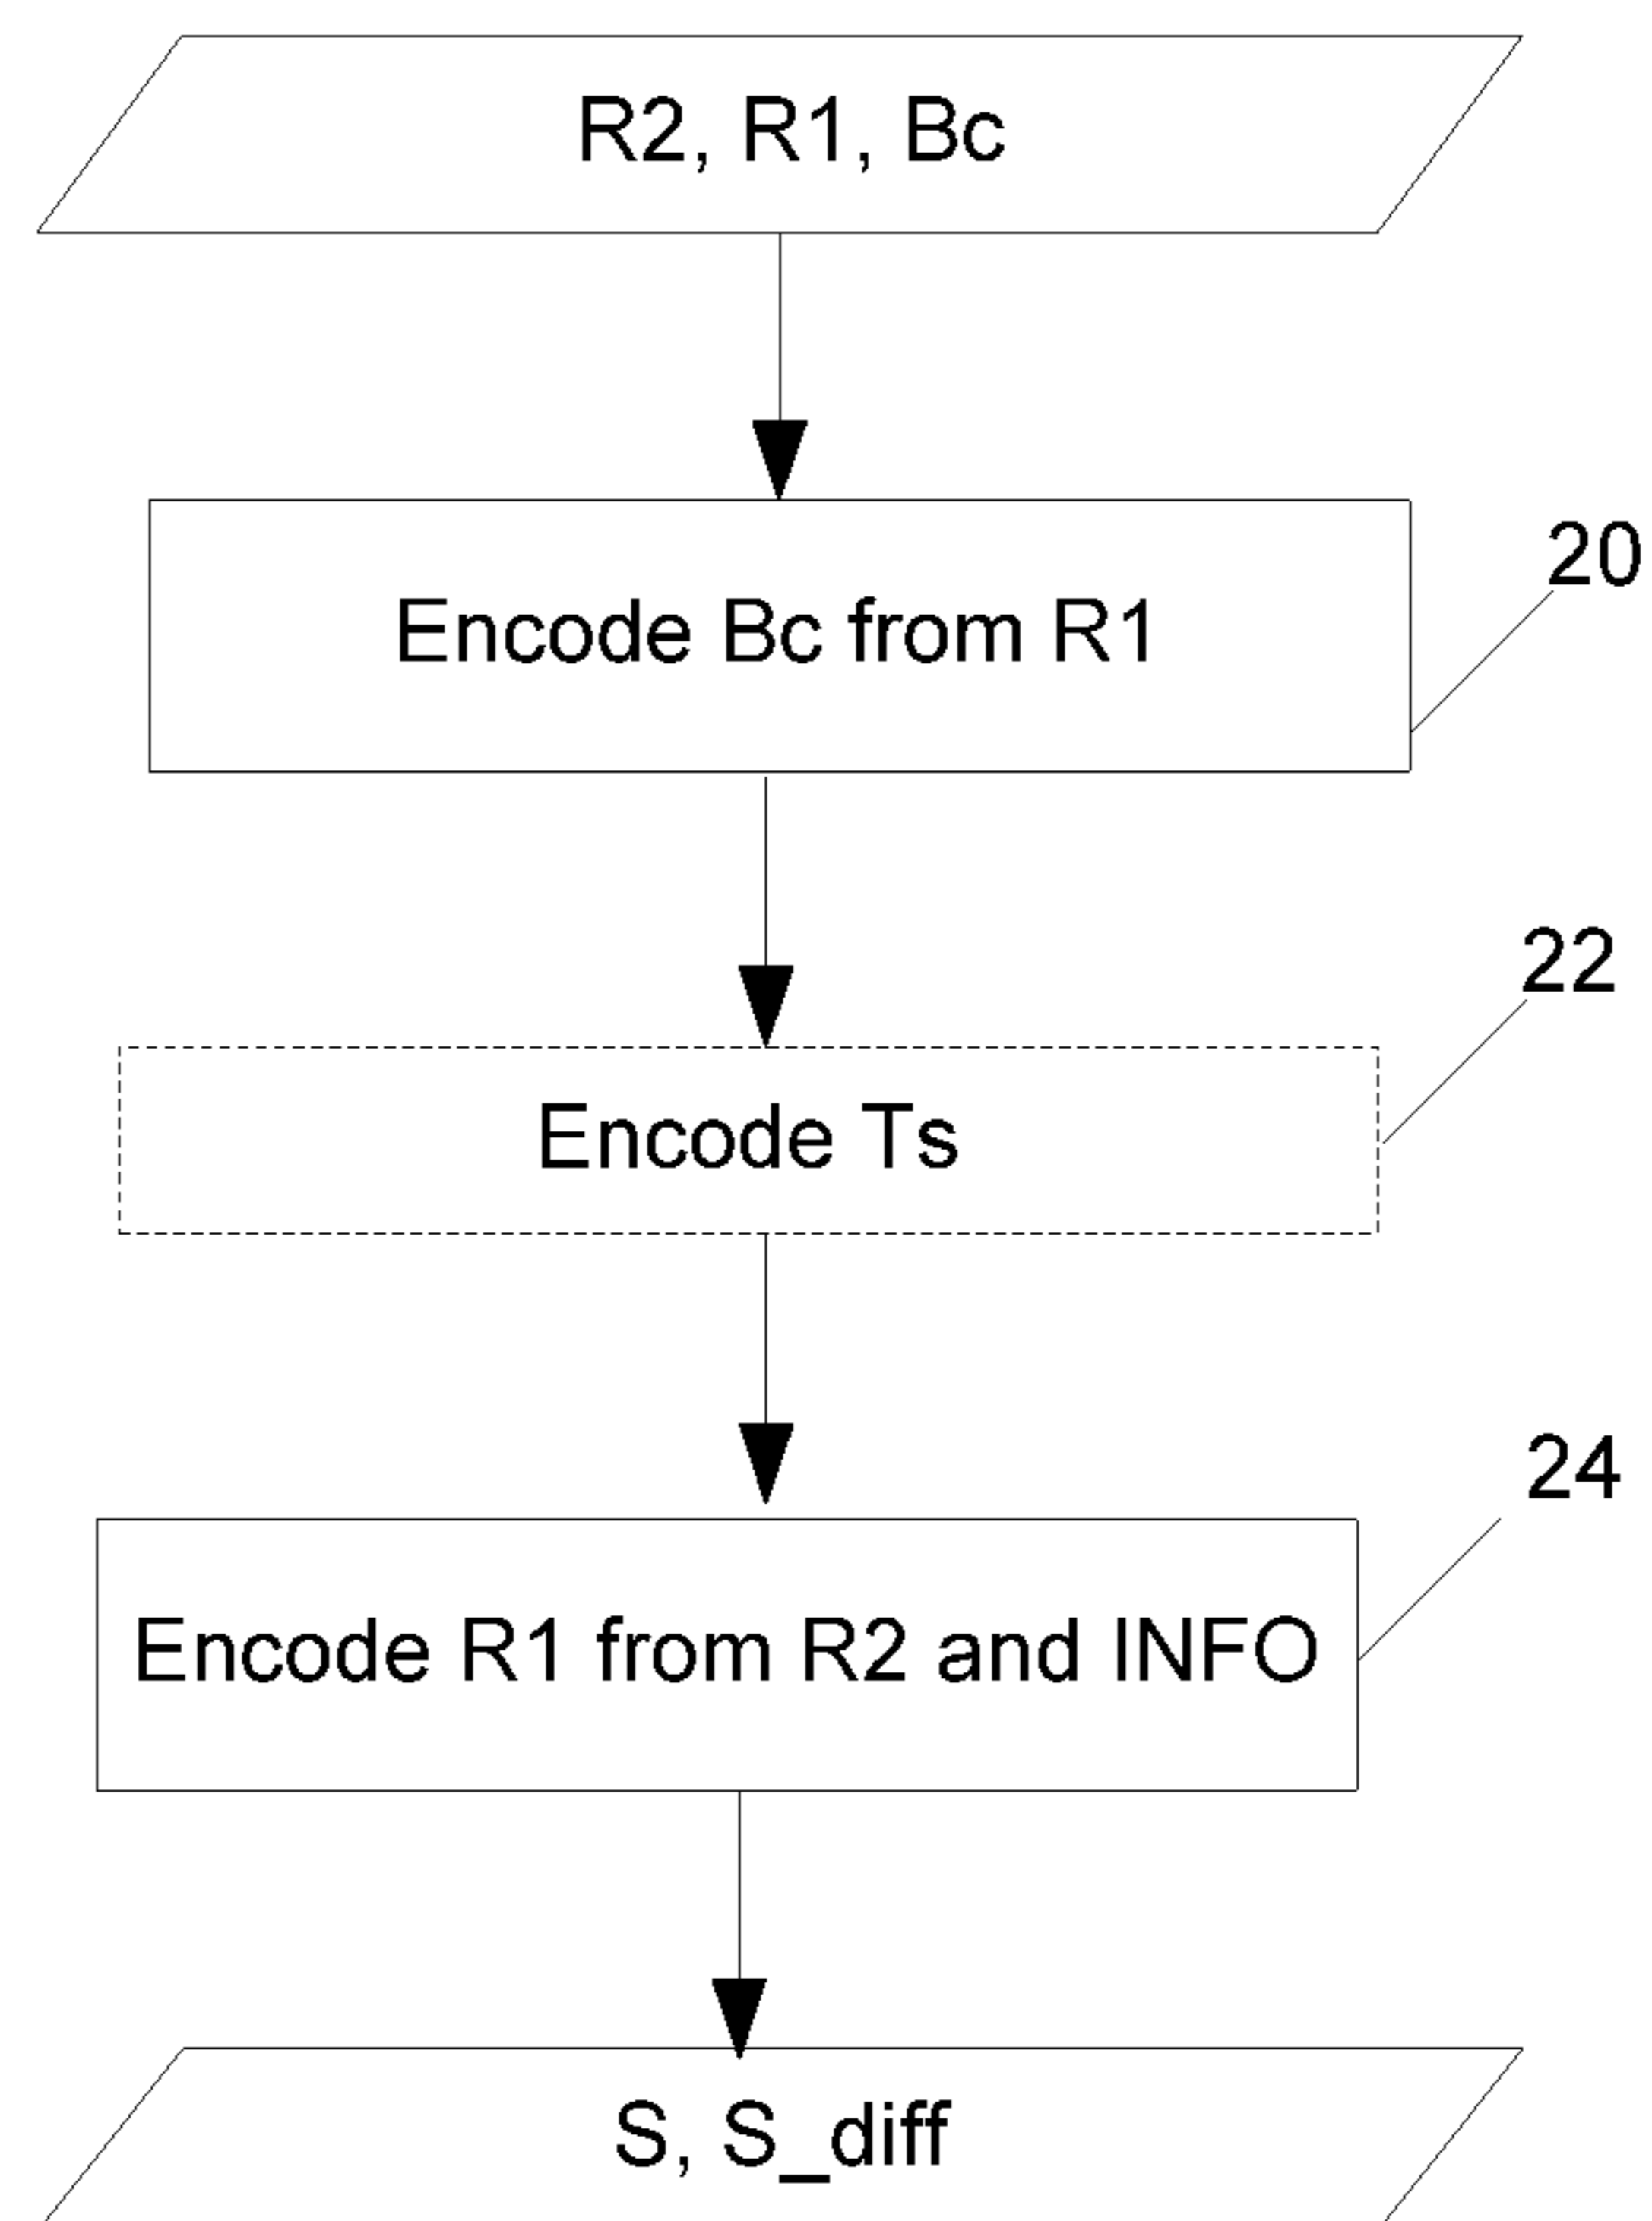 R2, R1, Bc
20
Encode Bc from R1
22
Encode Ts
24
Encode R1 from R2 and INFO
S, S_diff